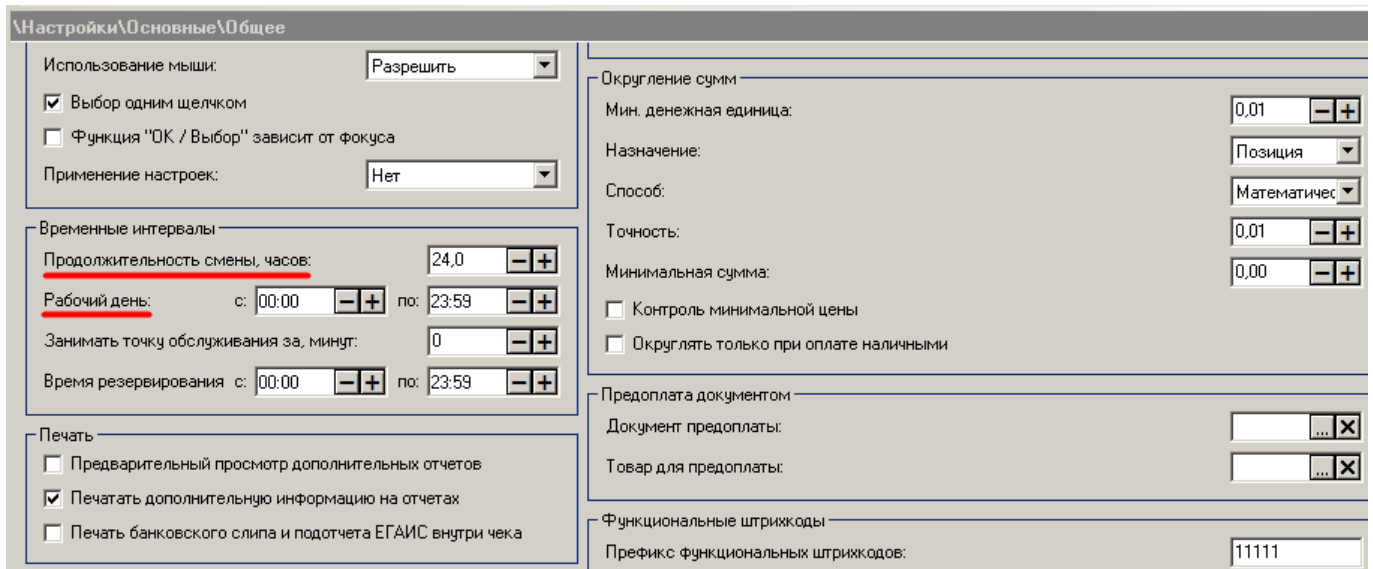 \Настройки\Основные\Общее
Использование мыши: Разрешить
Выбор одним щелчком
Функция "ОК / Выбор" зависит от фокуса
Применение настроек: Нет
Временные интервалы
Продолжительность смены, часов: 24,0
Рабочий день: с: 00:00 по: 23:59
Занимать точку обслуживания за, минут: 0
Время резервирования с: 00:00 по: 23:59
Печать
Предварительный просмотр дополнительных отчетов
Печатать дополнительную информацию на отчетах
Печать банковского слипа и подотчета ЕГАИС внутри чека
Округление сумм
Мин. денежная единица: 0,01
Назначение: Позиция
Способ: Математичес
Точность: 0,01
Минимальная сумма: 0,00
Контроль минимальной цены
Округлять только при оплате наличными
Предоплата документом
Документ предоплаты: ...
Товар для предоплаты: ...
Функциональные штрихкоды
Префикс функциональных штрихкодов: 11111